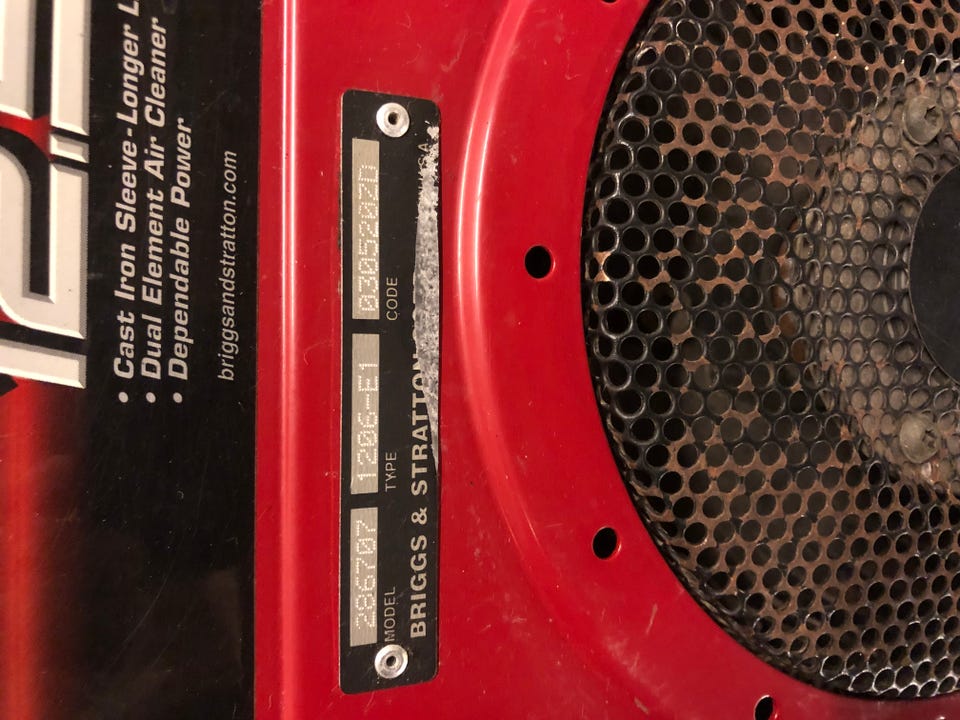 • Cast Iron Sleeve-Longer L
• Dual Element Air Cleaner
• Dependable Power
briggsandstratton.com
286707 1206-E1 0305202D
MODEL TYPE CODE
BRIGGS & STRATTON